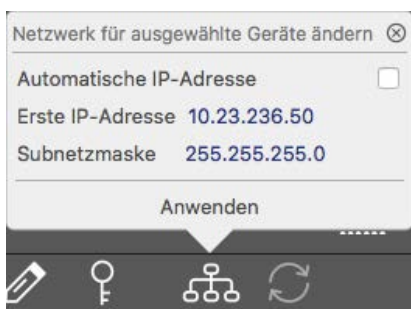 Netzwerk für ausgewählte Geräte ändern
Automatische IP-Adresse
Erste IP-Adresse 10.23.236.50
Subnetzmaske 255.255.255.0
Anwenden